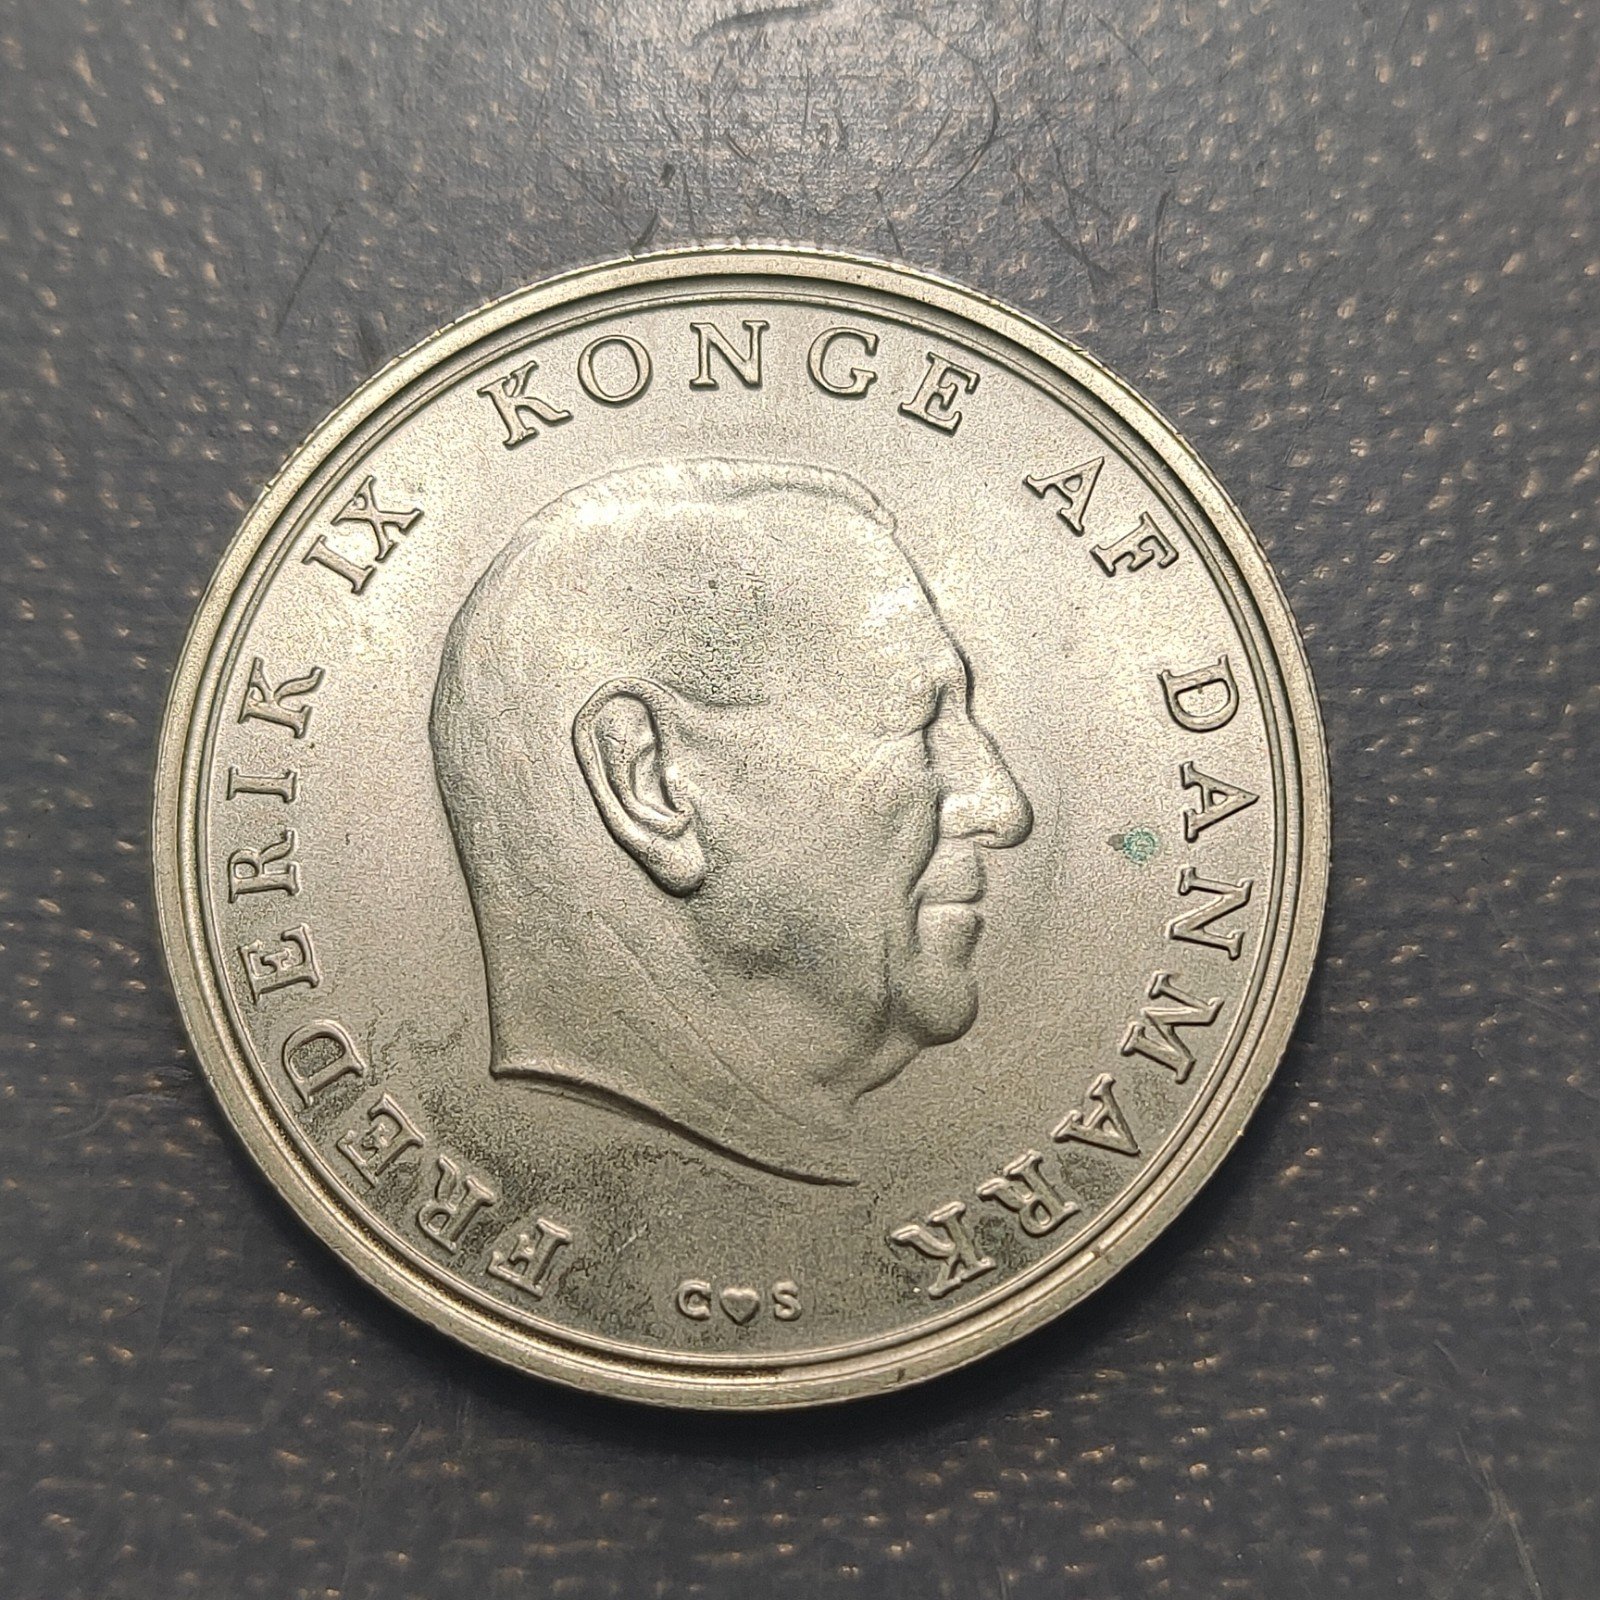 FREDERIK IX KONGE AF DANMARK
C♥S